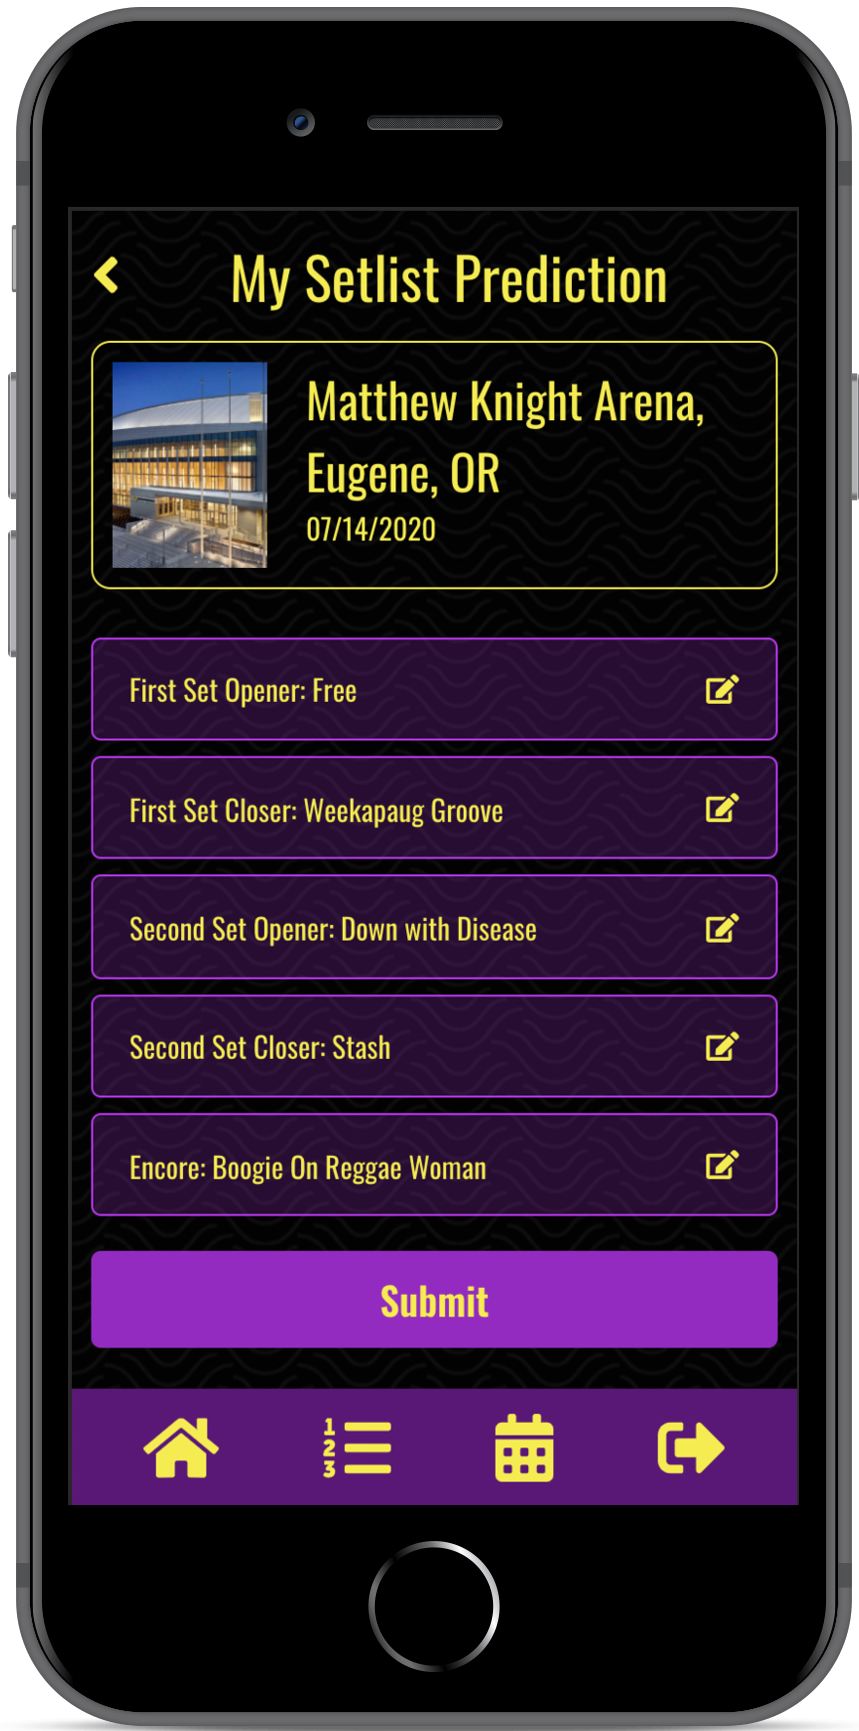 My Setlist Prediction
Matthew Knight Arena,
Eugene, OR
07/14/2020
First Set Opener: Free
First Set Closer: Weekapaug Groove
Second Set Opener: Down with Disease
Second Set Closer: Stash
Encore: Boogie On Reggae Woman
Submit
1
2
3